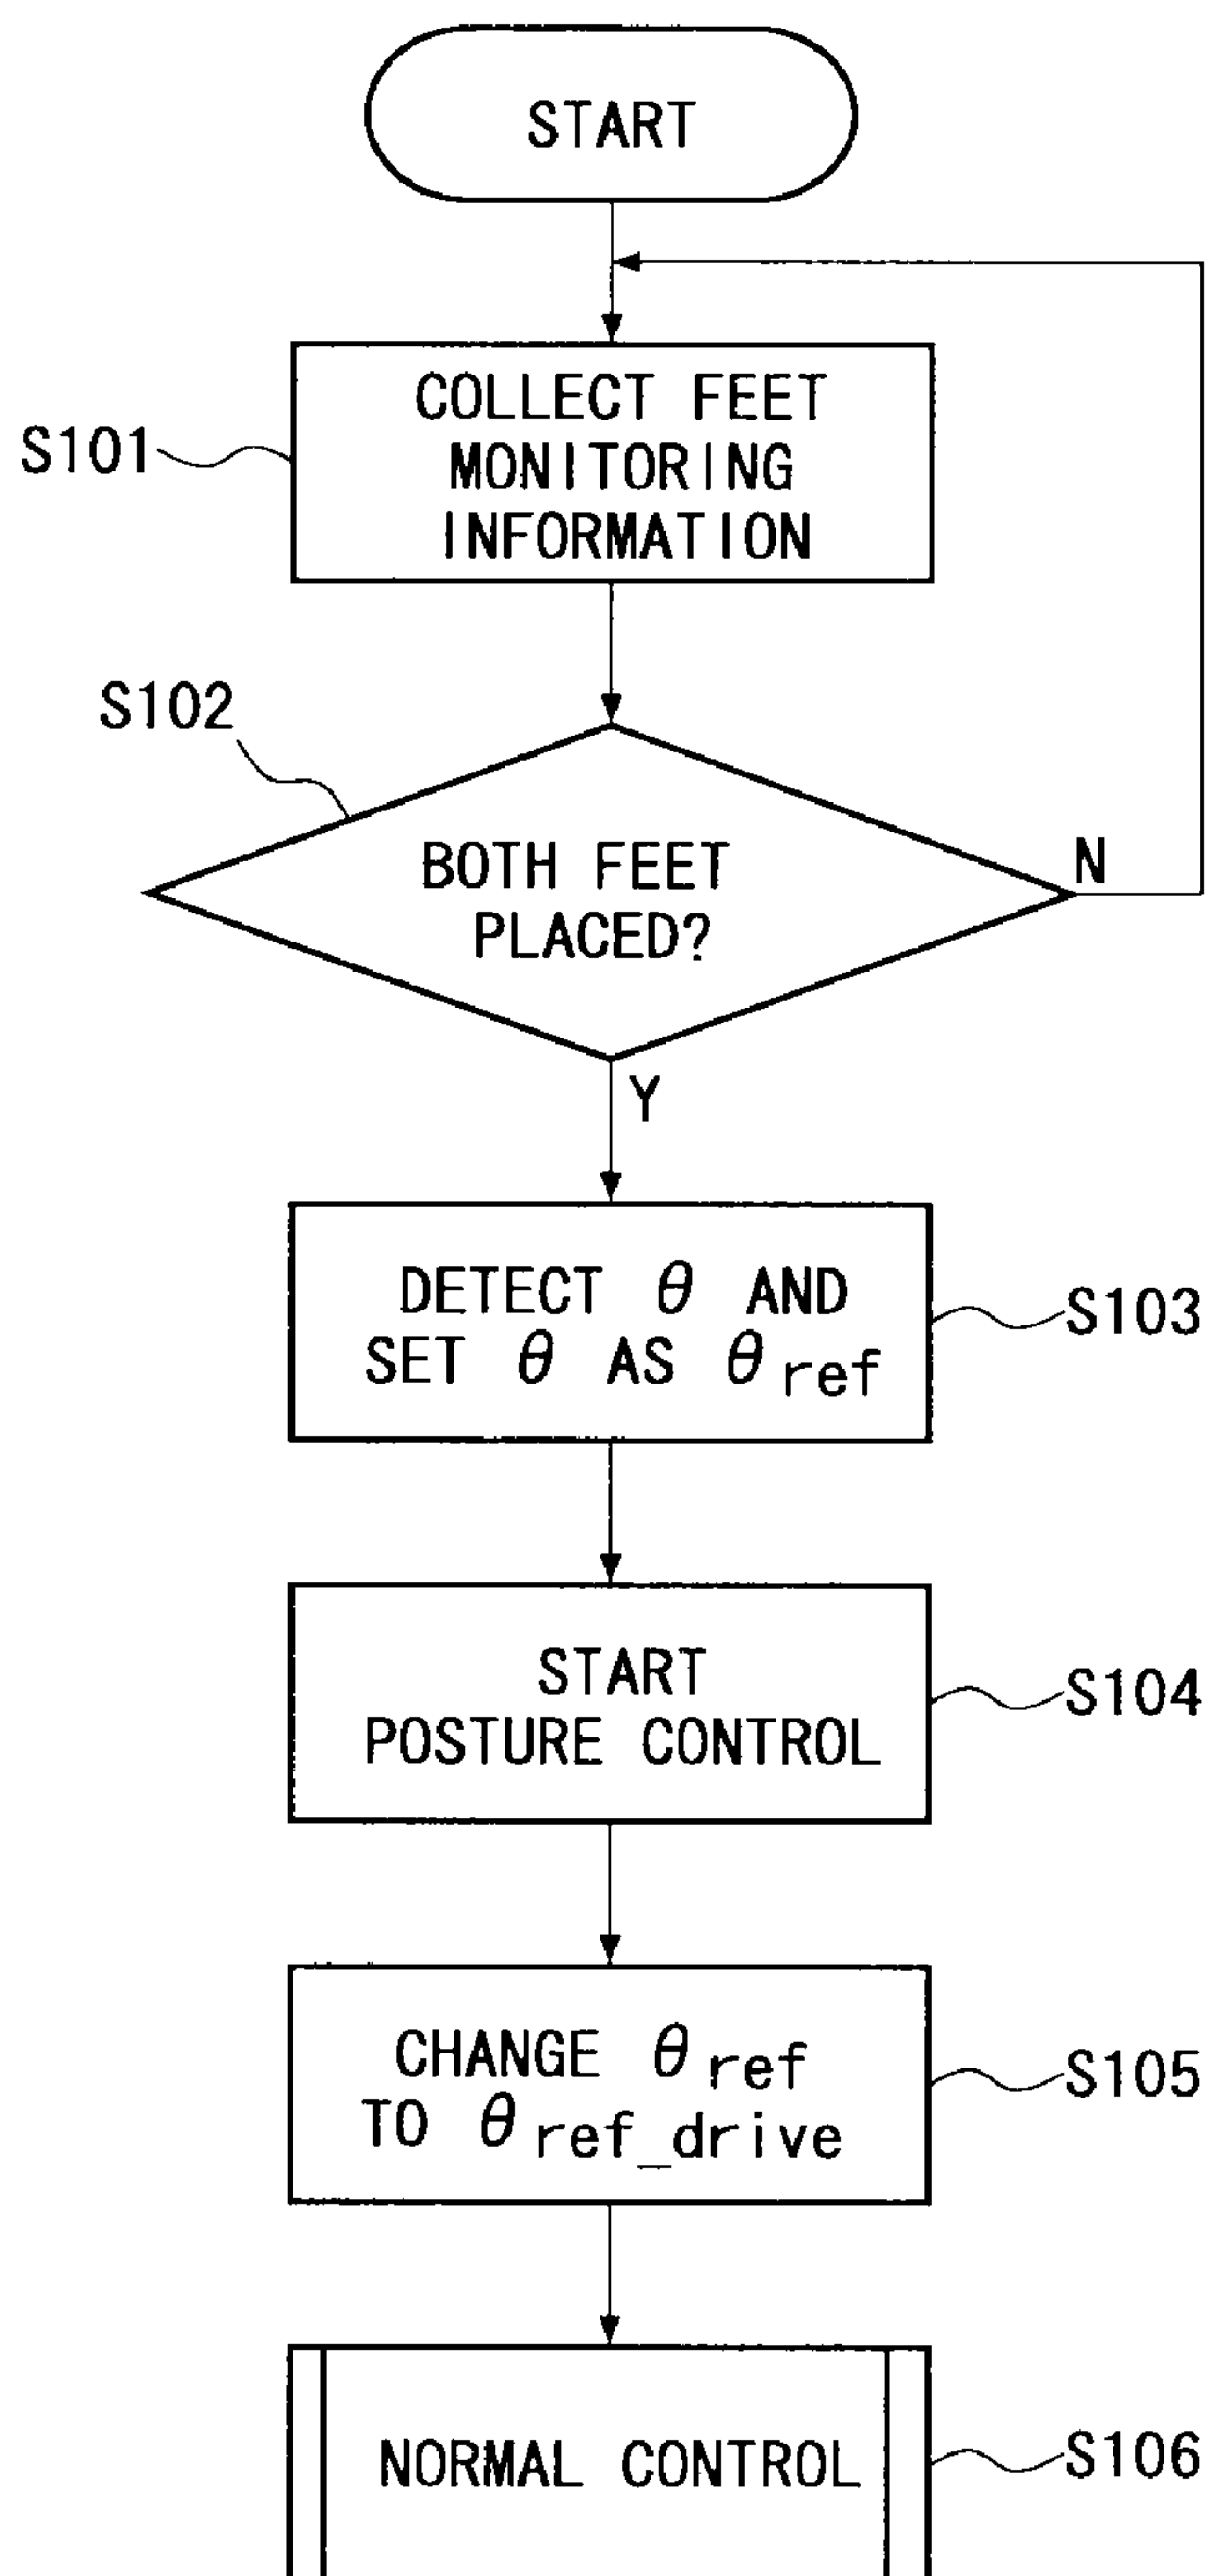 START
COLLECT FEET
MONITORING
INFORMATION
S101
S102
BOTH FEET
PLACED?
N
Y
DETECT θ AND
SET θ AS θref
S103
START
POSTURE CONTROL
S104
CHANGE θref
TO θref_drive
S105
NORMAL CONTROL
S106